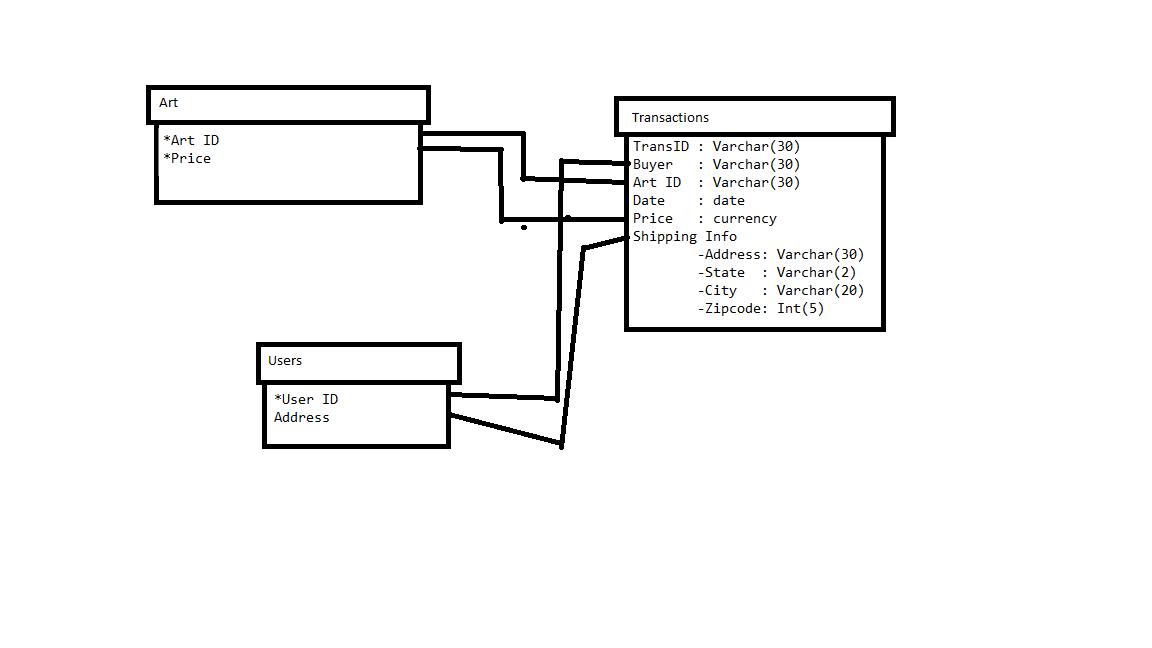 Art
*Art ID
*Price
Transactions
TransID : Varchar(30)
Buyer   : Varchar(30)
Art ID  : Varchar(30)
Date    : date
Price   : currency
Shipping Info
-Address: Varchar(30)
-State  : Varchar(2)
-City   : Varchar(20)
-Zipcode: Int(5)
Users
*User ID
Address